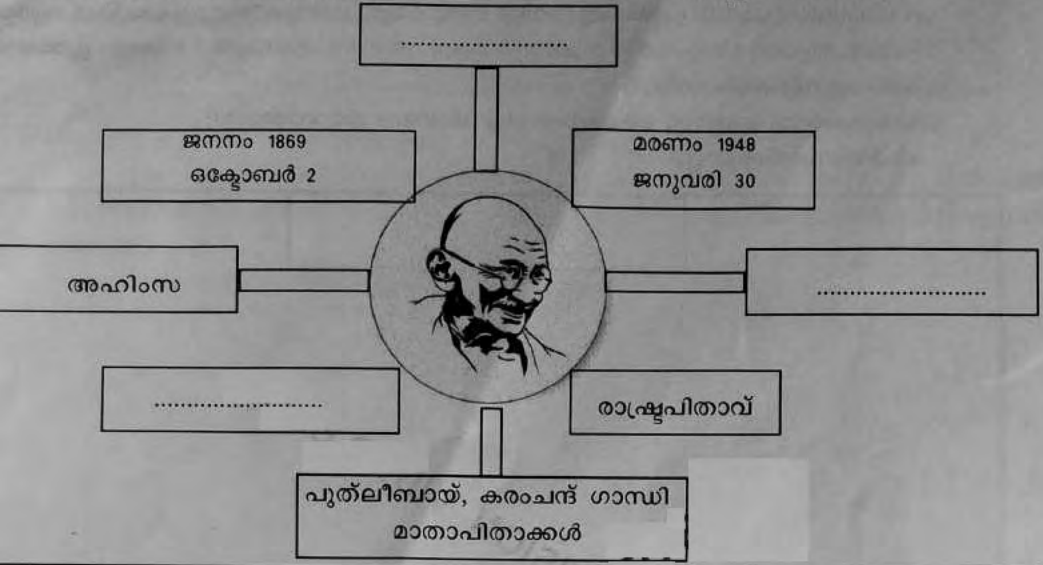 ............................
ജനനം 1869
ഒക്ടോബർ 2
മരണം 1948
ജനുവരി 30
അഹിംസ
............................
............................
രാഷ്ട്രപിതാവ്
പുത്‌ലീബായ്, കരംചന്ദ് ഗാന്ധി
മാതാപിതാക്കൾ